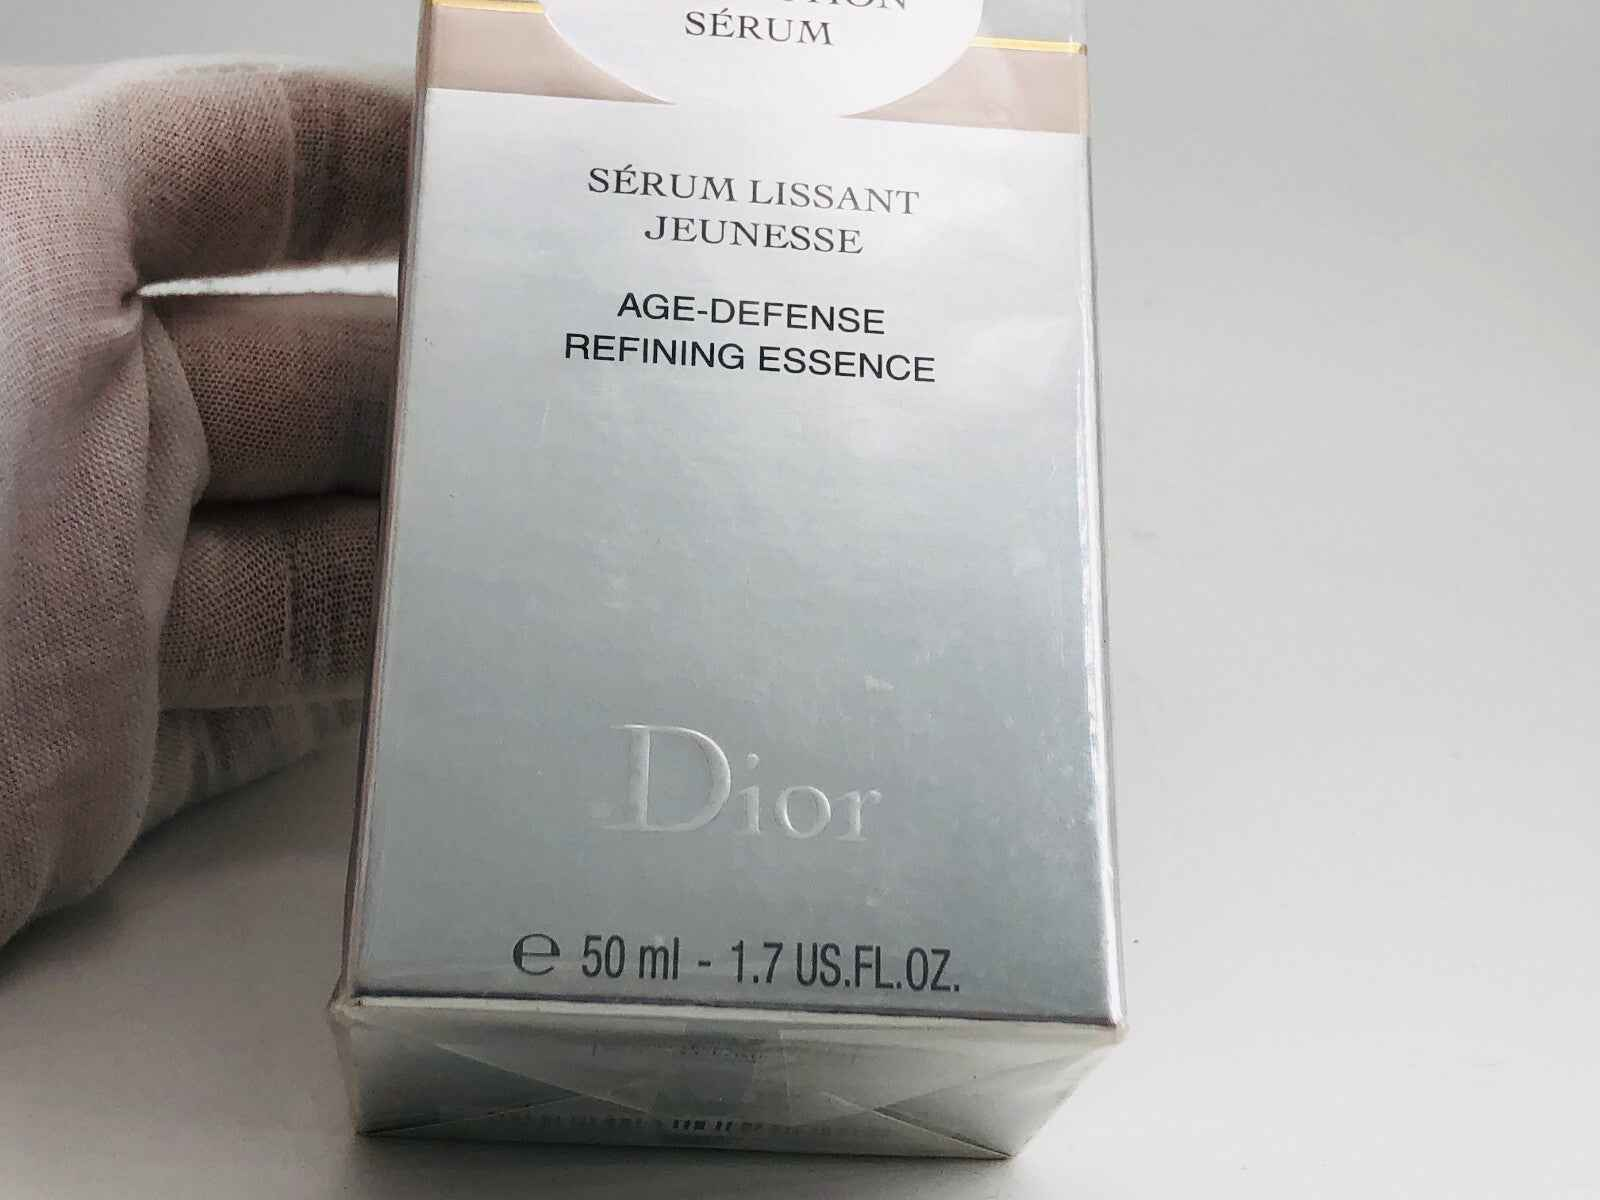 SÉRUM
SÉRUM LISSANT
JEUNESSE
AGE-DEFENSE
REFINING ESSENCE
Dior
℮ 50 ml - 1.7 US.FL.OZ.